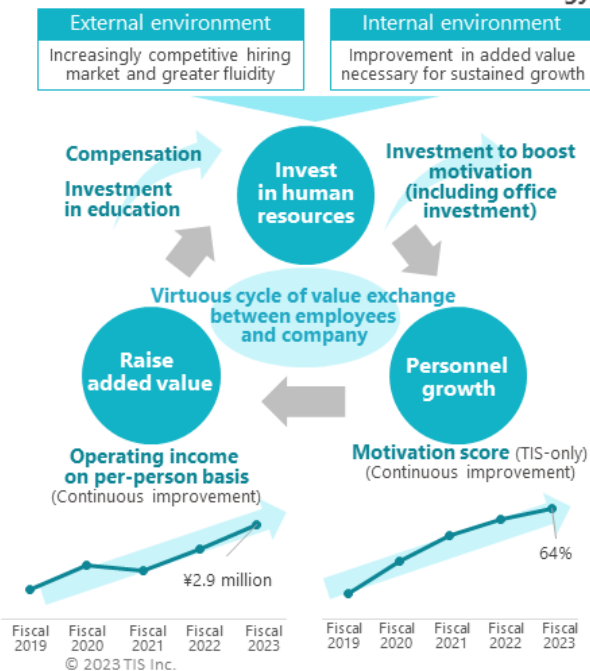 gy
External environment
Increasingly competitive hiring
market and greater fluidity
Internal environment
Improvement in added value
necessary for sustained growth
Compensation
Investment
in education
Invest
in human
resources
Investment to boost
motivation
(including office
investment)
Virtuous cycle of value exchange
between employees
and company
Raise
added value
Personnel
growth
Operating income
on per-person basis
(Continuous improvement)
¥2.9 million
Fiscal
2019
Fiscal
2020
Fiscal
2021
Fiscal
2022
Fiscal
2023
Motivation score (TIS-only)
(Continuous improvement)
64%
Fiscal
2019
Fiscal
2020
Fiscal
2021
Fiscal
2022
Fiscal
2023
© 2023 TIS Inc.